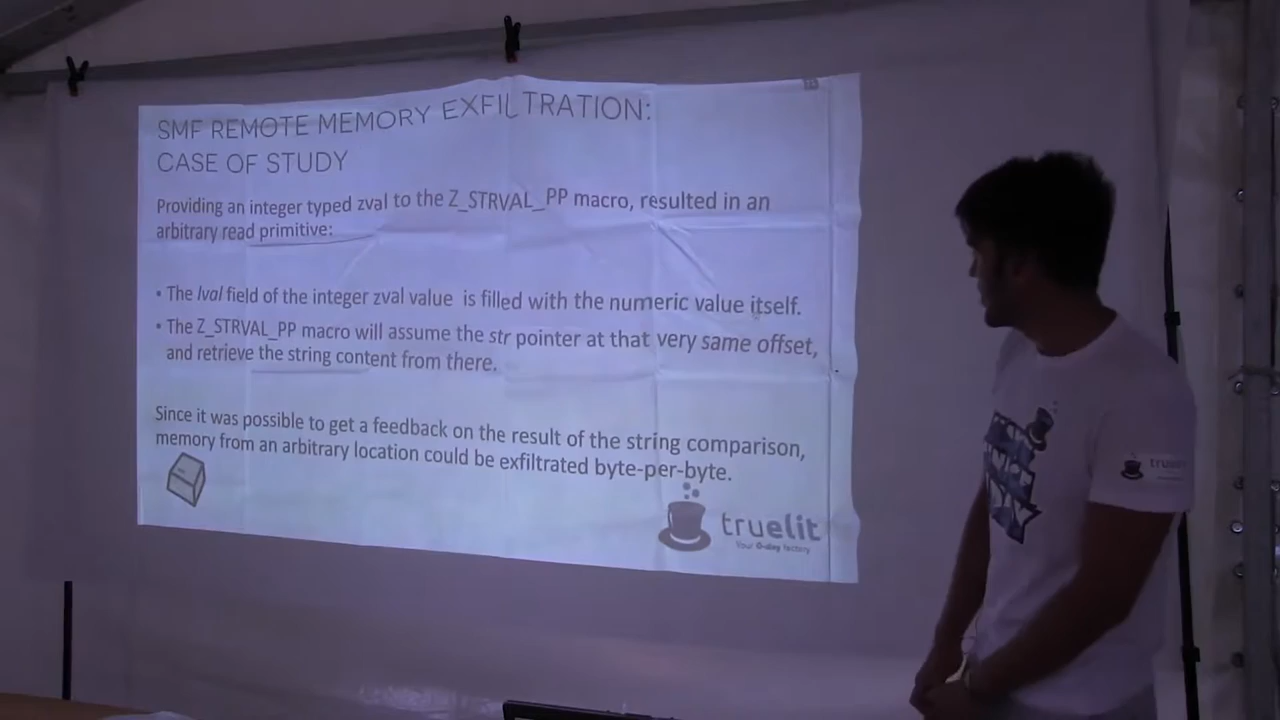 SMF REMOTE MEMORY EXFILTRATION:
CASE OF STUDY
Providing an integer typed zval to the Z_STRVAL_PP macro, resulted in an
arbitrary read primitive:
• The lval field of the integer zval value is filled with the numeric value itself.
• The Z_STRVAL_PP macro will assume the str pointer at that very same offset,
and retrieve the string content from there.
Since it was possible to get a feedback on the result of the string comparison,
memory from an arbitrary location could be exfiltrated byte-per-byte.
truelit
Your 0-day factory